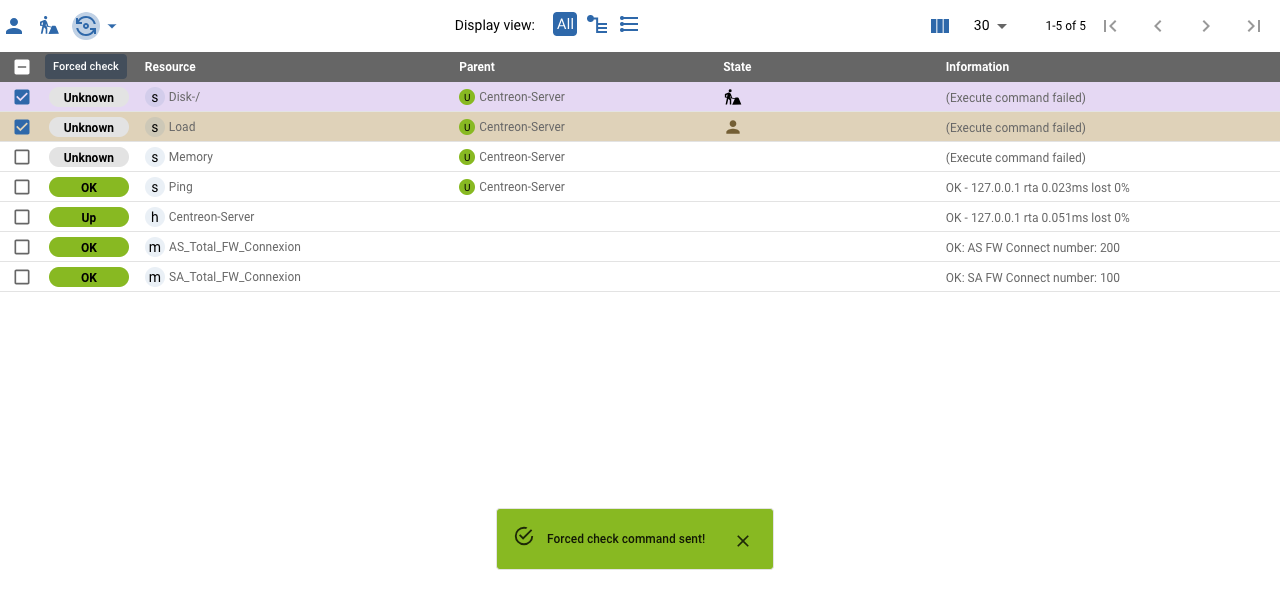 Display view: All 30 1-5 of 5
Forced check Resource Parent State Information
Unknown s Disk-/ U Centreon-Server (Execute command failed)
Unknown s Load U Centreon-Server (Execute command failed)
Unknown s Memory U Centreon-Server (Execute command failed)
OK s Ping U Centreon-Server OK - 127.0.0.1 rta 0.023ms lost 0%
Up h Centreon-Server OK - 127.0.0.1 rta 0.051ms lost 0%
OK m AS_Total_FW_Connexion OK: AS FW Connect number: 200
OK m SA_Total_FW_Connexion OK: SA FW Connect number: 100
Forced check command sent!